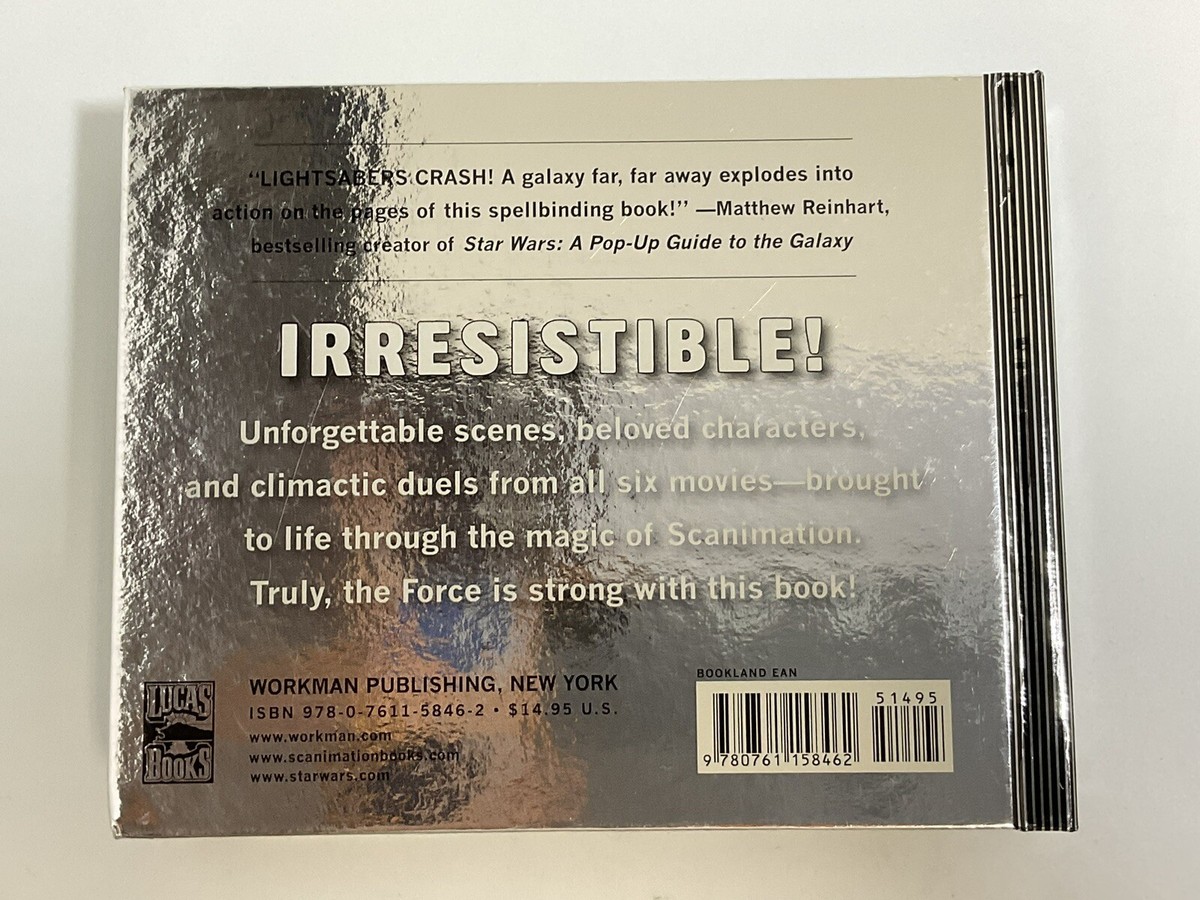 “LIGHTSABERS CRASH! A galaxy far, far away explodes into
action on the pages of this spellbinding book!” —Matthew Reinhart,
bestselling creator of Star Wars: A Pop-Up Guide to the Galaxy
IRRESISTIBLE!
Unforgettable scenes, beloved characters,
and climactic duels from all six movies—brought
to life through the magic of Scanimation.
Truly, the Force is strong with this book!
LUCAS
BOOKS
WORKMAN PUBLISHING, NEW YORK
ISBN 978-0-7611-5846-2 • $14.95 U.S.
www.workman.com
www.scanimationbooks.com
www.starwars.com
BOOKLAND EAN
51495
9 780761 158462